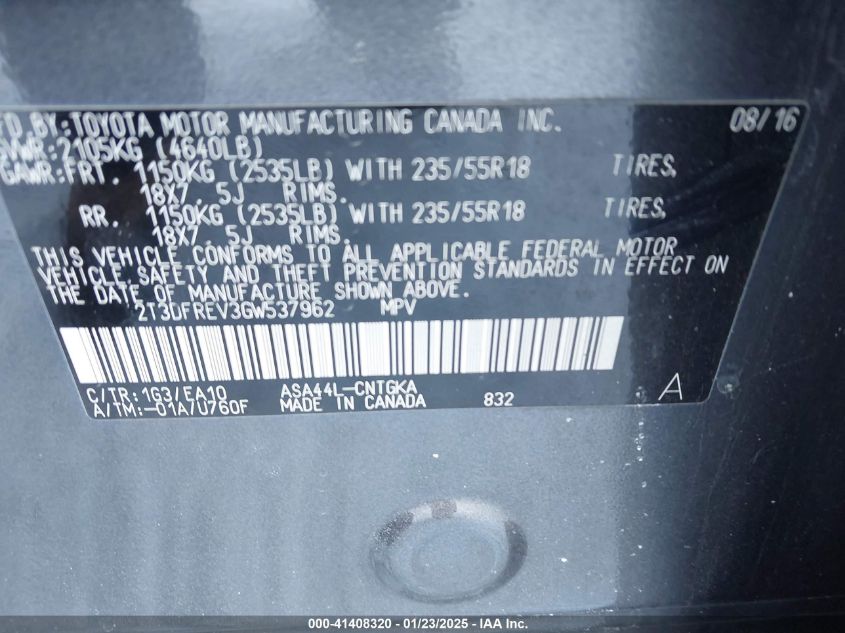 FD BY: TOYOTA MOTOR MANUFACTURING CANADA INC. 08/16
GVWR: 2105KG (4640LB)
GAWR: FRT. 1150KG (2535LB) WITH 235/55R18 TIRES,
18X7. 5J RIMS.
RR. 1150KG (2535LB) WITH 235/55R18 TIRES,
18X7. 5J RIMS.
THIS VEHICLE CONFORMS TO ALL APPLICABLE FEDERAL MOTOR
VEHICLE SAFETY AND THEFT PREVENTION STANDARDS IN EFFECT ON
THE DATE OF MANUFACTURE SHOWN ABOVE.
2T3DFREV3GW537962 MPV
C/TR: 1G3/EA10 ASA44L-CNTGKA
A/TM: -01A/U760F MADE IN CANADA 832 A
000-41408320 | 01/23/2025 - IAA Inc.